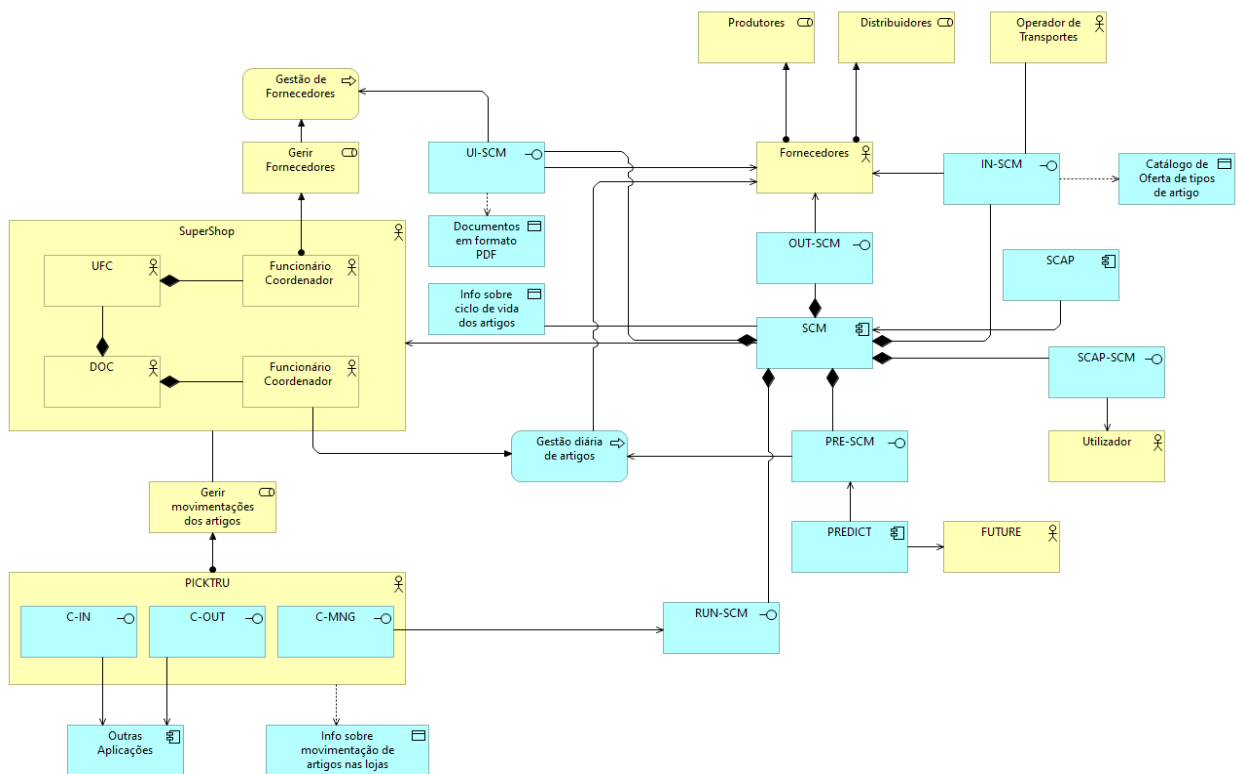 Produtores
Distribuidores
Operador de
Transportes
Gestão de
Fornecedores
Gerir
Fornecedores
UI-SCM
Fornecedores
IN-SCM
Catálogo de
Oferta de tipos
de artigo
Documentos
em formato
PDF
OUT-SCM
SCAP
SuperShop
UFC
Funcionário
Coordenador
Info sobre
ciclo de vida
dos artigos
SCM
SCAP-SCM
DOC
Funcionário
Coordenador
Gestão diária
de artigos
PRE-SCM
Utilizador
Gerir
movimentações
dos artigos
PREDICT
FUTURE
PICKTRU
C-IN
C-OUT
C-MNG
RUN-SCM
Outras
Aplicações
Info sobre
movimentação de
artigos nas lojas